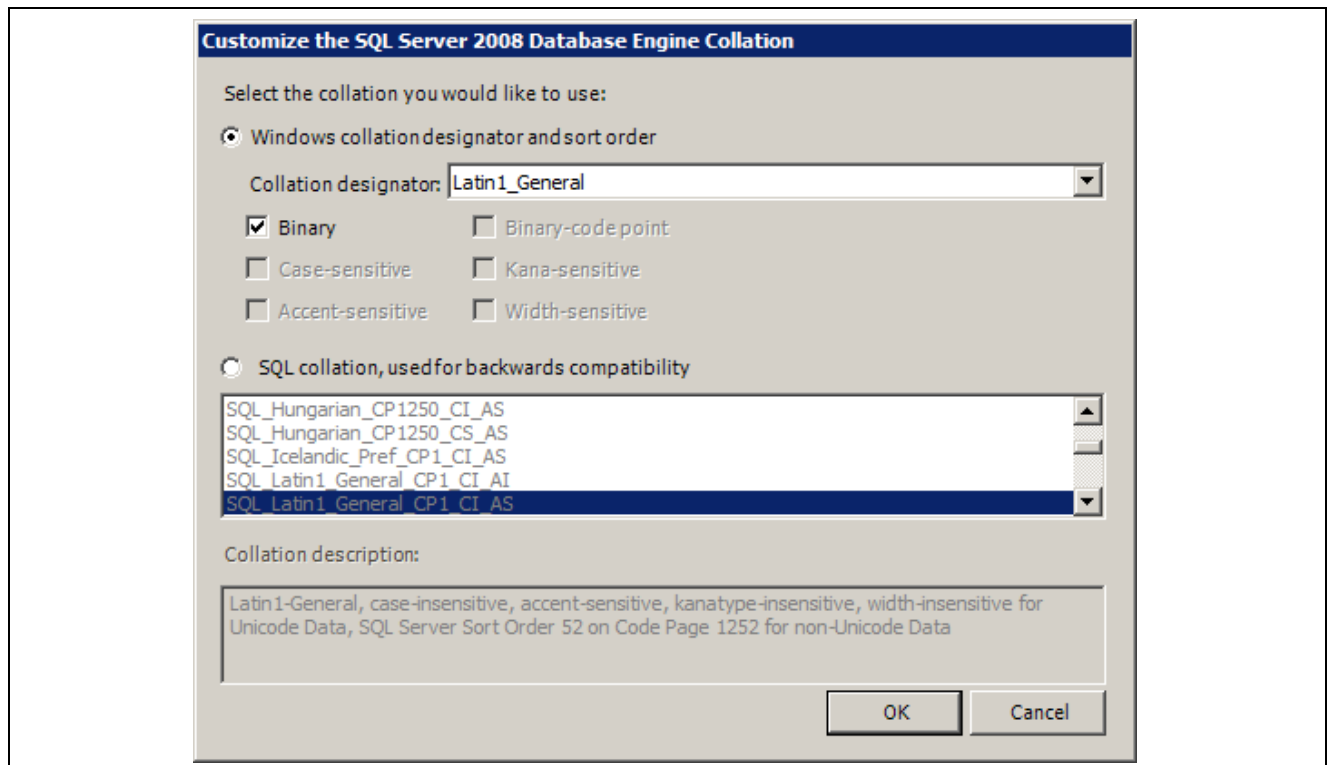 Customize the SQL Server 2008 Database Engine Collation
Select the collation you would like to use:
Windows collation designator and sort order
Collation designator: Latin1_General
Binary Binary-code point
Case-sensitive Kana-sensitive
Accent-sensitive Width-sensitive
SQL collation, used for backwards compatibility
SQL_Hungarian_CP1250_CI_AS
SQL_Hungarian_CP1250_CS_AS
SQL_Icelandic_Pref_CP1_CI_AS
SQL_Latin1_General_CP1_CI_AI
SQL_Latin1_General_CP1_CI_AS
Collation description:
Latin1-General, case-insensitive, accent-sensitive, kanatype-insensitive, width-insensitive for
Unicode Data, SQL Server Sort Order 52 on Code Page 1252 for non-Unicode Data
OK Cancel